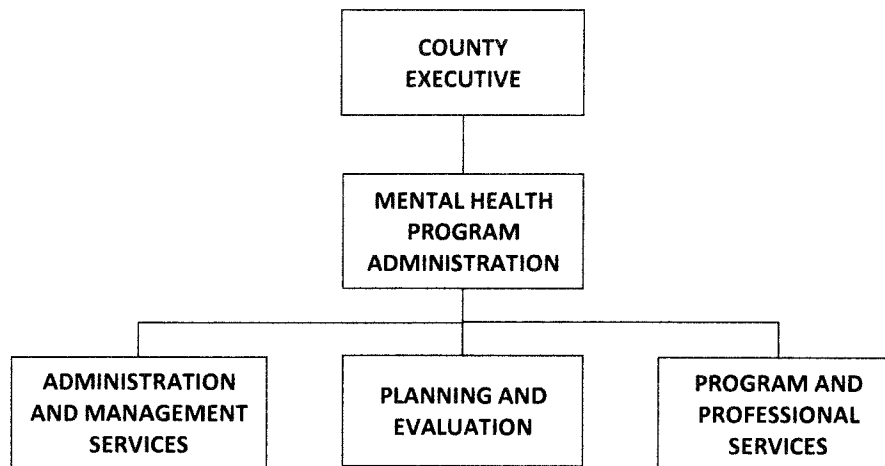 COUNTY
EXECUTIVE
MENTAL HEALTH
PROGRAM
ADMINISTRATION
ADMINISTRATION
AND MANAGEMENT
SERVICES
PLANNING AND
EVALUATION
PROGRAM AND
PROFESSIONAL
SERVICES